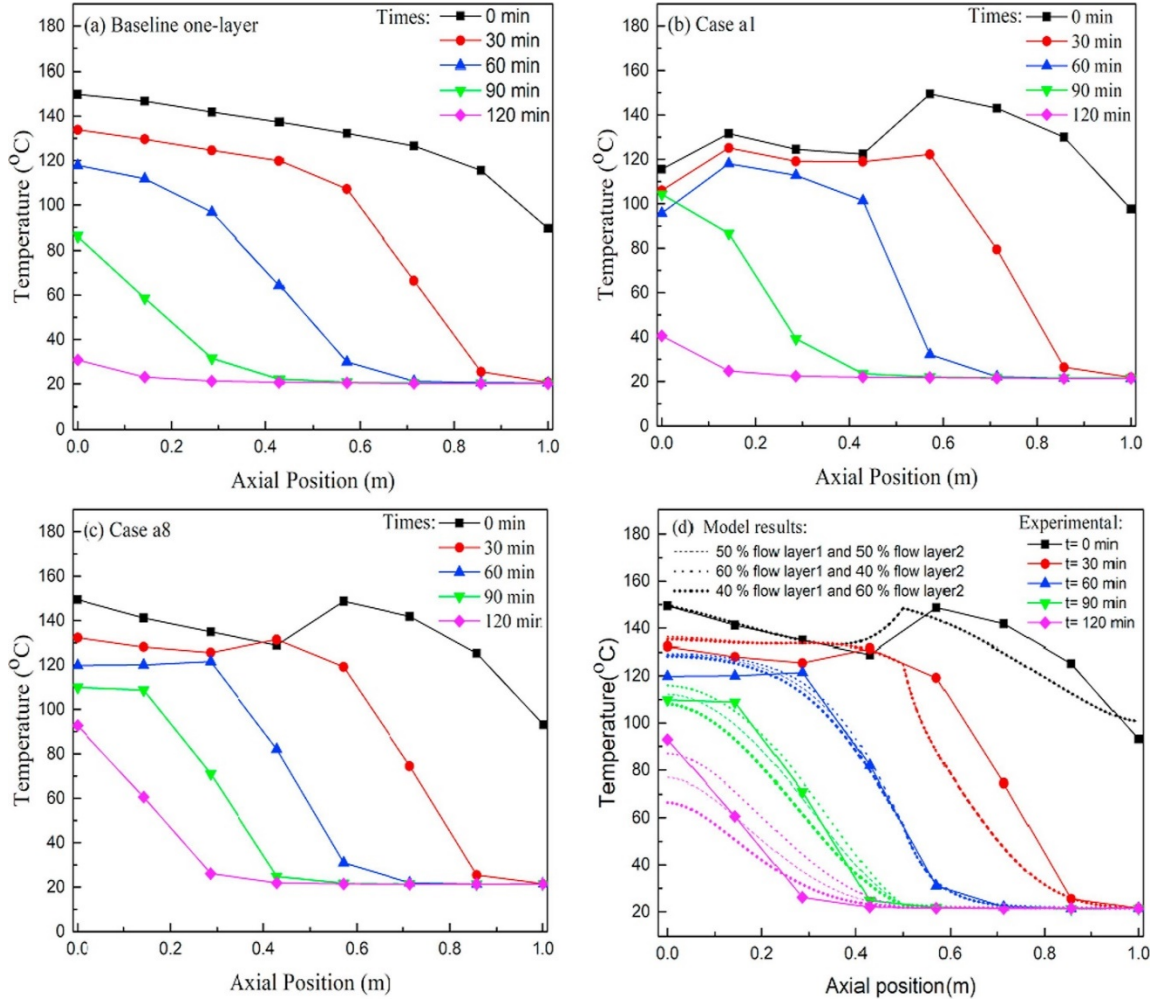 (a) Baseline one-layer
Times:
0 min
30 min
60 min
90 min
120 min
180
160
140
120
100
80
60
40
20
0
Temperature (°C)
0.0 0.2 0.4 0.6 0.8 1.0
Axial Position (m)
(b) Case a1
Times:
0 min
30 min
60 min
90 min
120 min
180
160
140
120
100
80
60
40
20
0
Temperature (°C)
0.0 0.2 0.4 0.6 0.8 1.0
Axial Position (m)
(c) Case a8
Times:
0 min
30 min
60 min
90 min
120 min
180
160
140
120
100
80
60
40
20
0
Temperature (°C)
0.0 0.2 0.4 0.6 0.8 1.0
Axial Position (m)
(d) Model results:
50 % flow layer1 and 50 % flow layer2
60 % flow layer1 and 40 % flow layer2
40 % flow layer1 and 60 % flow layer2
Experimental:
t= 0 min
t= 30 min
t= 60 min
t= 90 min
t= 120 min
180
160
140
120
100
80
60
40
20
Temperature(°C)
0.0 0.2 0.4 0.6 0.8 1.0
Axial position(m)